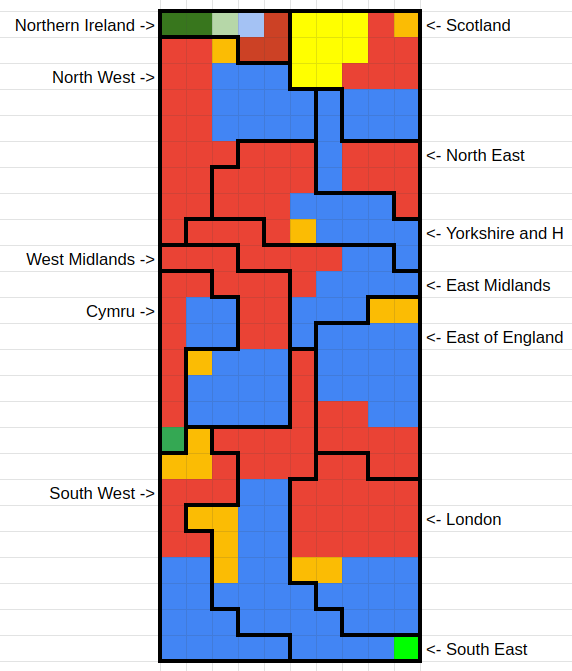 Northern Ireland ->
<- Scotland
North West ->
<- North East
<- Yorkshire and H
West Midlands ->
<- East Midlands
Cymru ->
<- East of England
South West ->
<- London
<- South East